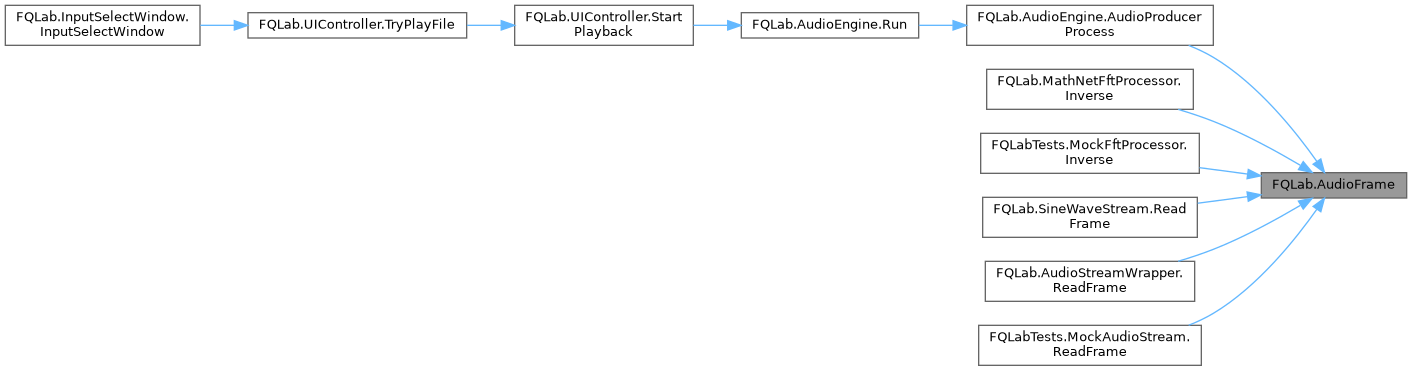 FQLab.InputSelectWindow.
InputSelectWindow
FQLab.UIController.TryPlayFile
FQLab.UIController.Start
Playback
FQLab.AudioEngine.Run
FQLab.AudioEngine.AudioProducer
Process
FQLab.MathNetFftProcessor.
Inverse
FQLabTests.MockFftProcessor.
Inverse
FQLab.AudioFrame
FQLab.SineWaveStream.Read
Frame
FQLab.AudioStreamWrapper.
ReadFrame
FQLabTests.MockAudioStream.
ReadFrame